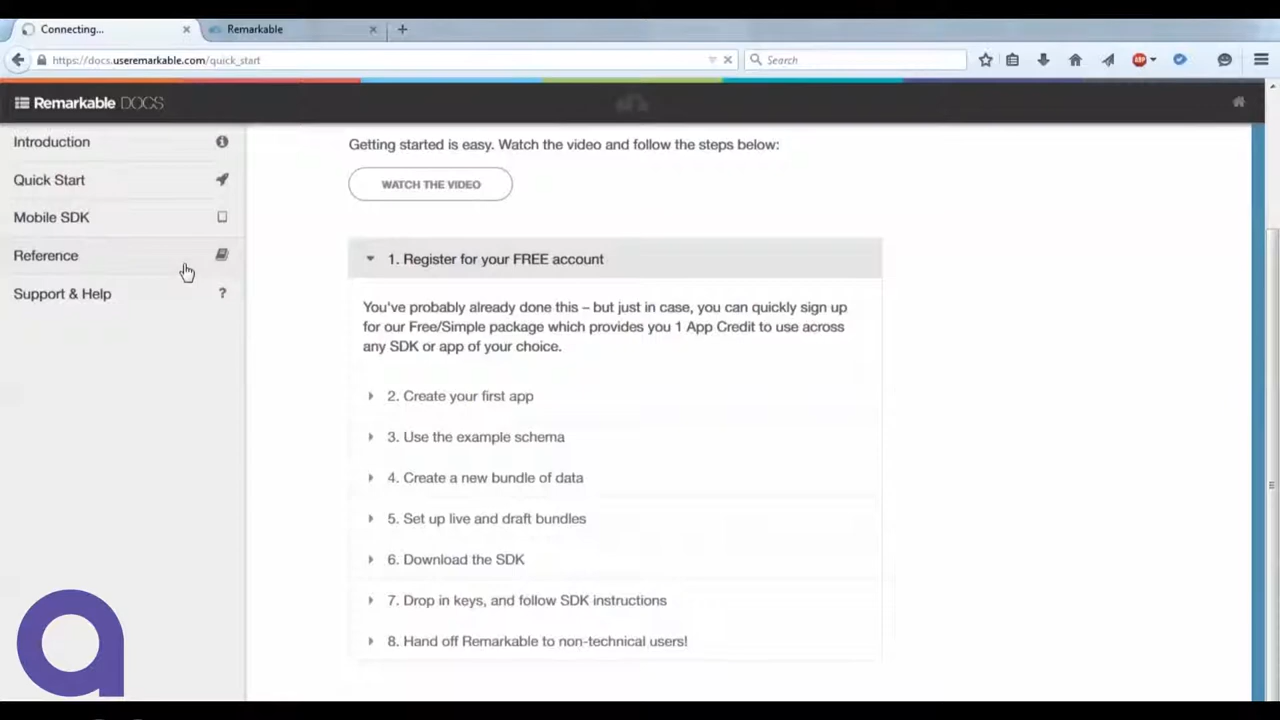 Connecting...
Remarkable
https://docs.useremarkable.com/quick_start
Search
ABP
Remarkable DOCS
Introduction
Quick Start
Mobile SDK
Reference
Support & Help
?
Getting started is easy. Watch the video and follow the steps below:
WATCH THE VIDEO
1. Register for your FREE account
You've probably already done this – but just in case, you can quickly sign up
for our Free/Simple package which provides you 1 App Credit to use across
any SDK or app of your choice.
2. Create your first app
3. Use the example schema
4. Create a new bundle of data
5. Set up live and draft bundles
6. Download the SDK
7. Drop in keys, and follow SDK instructions
8. Hand off Remarkable to non-technical users!
a